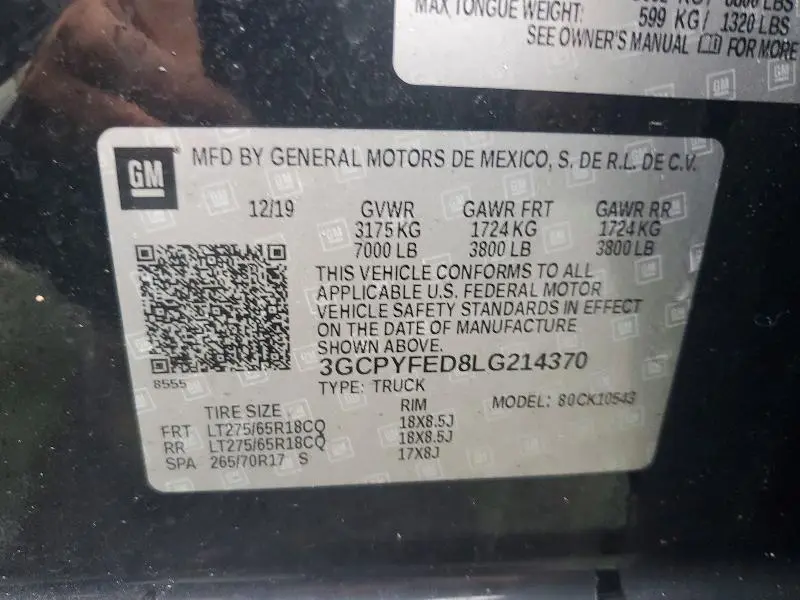 MAX TONGUE WEIGHT: 599 KG / 1320 LBS
SEE OWNER'S MANUAL FOR MORE
GM
MFD BY GENERAL MOTORS DE MEXICO, S. DE R.L. DE C.V.
12/19 GVWR GAWR FRT GAWR RR
3175 KG 1724 KG 1724 KG
7000 LB 3800 LB 3800 LB
THIS VEHICLE CONFORMS TO ALL
APPLICABLE U.S. FEDERAL MOTOR
VEHICLE SAFETY STANDARDS IN EFFECT
ON THE DATE OF MANUFACTURE
SHOWN ABOVE.
3GCPYFED8LG214370
8555
TYPE: TRUCK
MODEL: 80CK10543
TIRE SIZE RIM
FRT LT275/65R18CQ 18X8.5J
RR LT275/65R18CQ 18X8.5J
SPA 265/70R17 S 17X8J